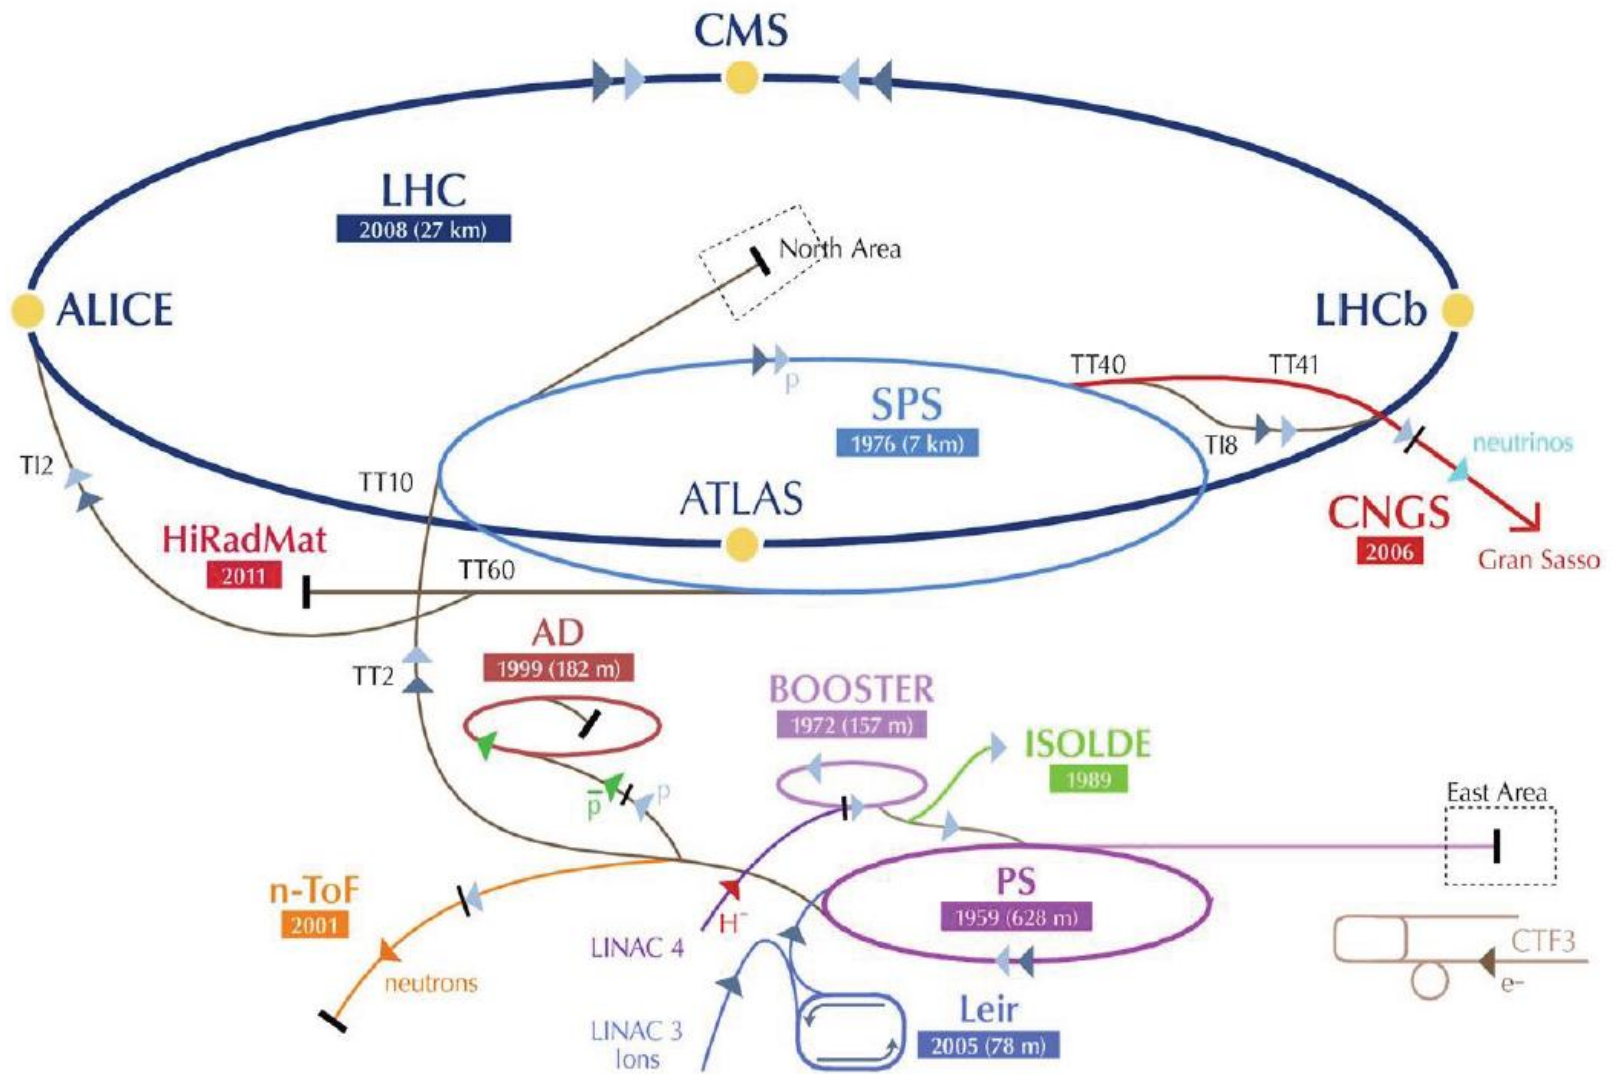 CMS
LHC
2008 (27 km)
North Area
ALICE
LHCb
TT40
TT41
p
SPS
1976 (7 km)
TI8
neutrinos
TI2
TT10
ATLAS
CNGS
2006
Gran Sasso
HiRadMat
2011
TT60
AD
1999 (182 m)
TT2
BOOSTER
1972 (157 m)
ISOLDE
1989
p̅
p
East Area
n-ToF
2001
PS
1959 (628 m)
H⁻
LINAC 4
CTF3
e-
neutrons
LINAC 3
Ions
Leir
2005 (78 m)